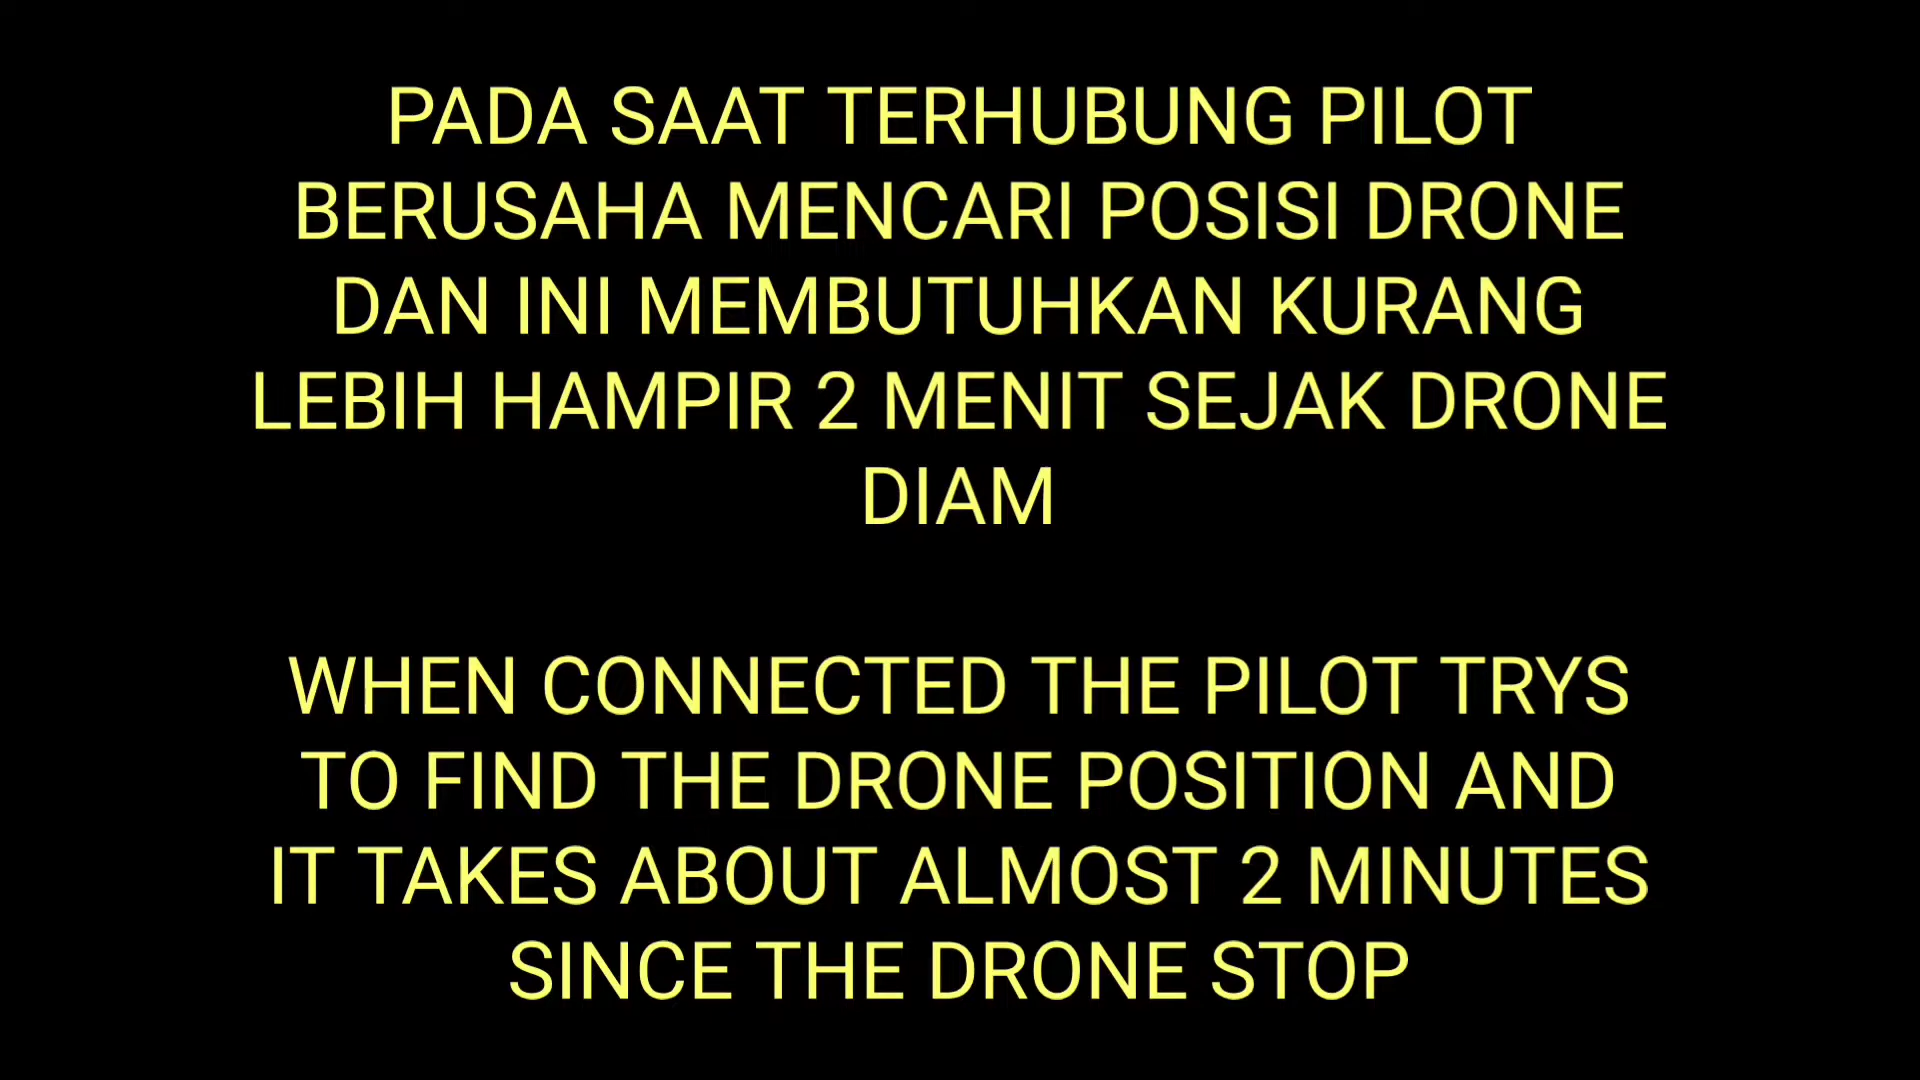 PADA SAAT TERHUBUNG PILOT
BERUSAHA MENCARI POSISI DRONE
DAN INI MEMBUTUHKAN KURANG
LEBIH HAMPIR 2 MENIT SEJAK DRONE
DIAM
WHEN CONNECTED THE PILOT TRYS
TO FIND THE DRONE POSITION AND
IT TAKES ABOUT ALMOST 2 MINUTES
SINCE THE DRONE STOP